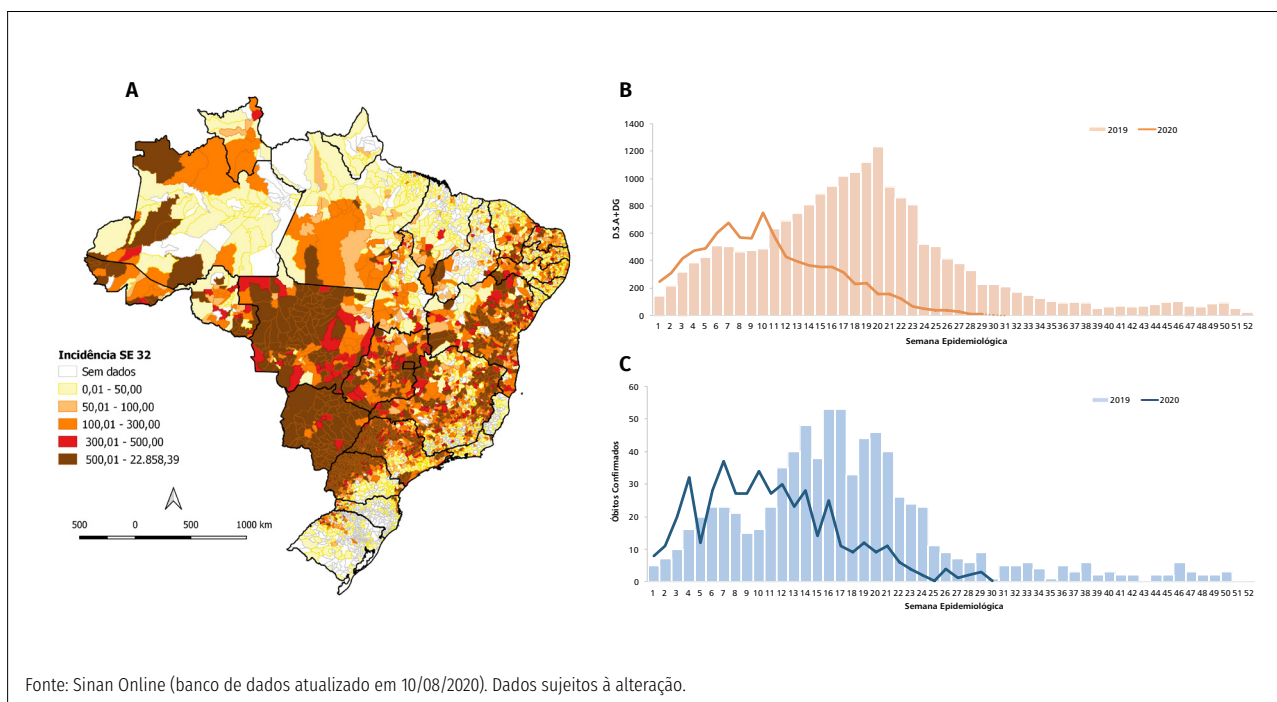 A
Incidência SE 32
Sem dados
0,01 - 50,00
50,01 - 100,00
100,01 - 300,00
300,01 - 500,00
500,01 - 22.858,39
500 0 500 1000 km
B
2019 2020
1400
1200
1000
800
600
400
200
0
D.S.A+DG
1 2 3 4 5 6 7 8 9 10 11 12 13 14 15 16 17 18 19 20 21 22 23 24 25 26 27 28 29 30 31 32 33 34 35 36 37 38 39 40 41 42 43 44 45 46 47 48 49 50 51 52
Semana Epidemiológica
C
2019 2020
60
50
40
30
20
10
0
Óbitos Confirmados
1 2 3 4 5 6 7 8 9 10 11 12 13 14 15 16 17 18 19 20 21 22 23 24 25 26 27 28 29 30 31 32 33 34 35 36 37 38 39 40 41 42 43 44 45 46 47 48 49 50 51 52
Semana Epidemiológica
Fonte: Sinan Online (banco de dados atualizado em 10/08/2020). Dados sujeitos à alteração.